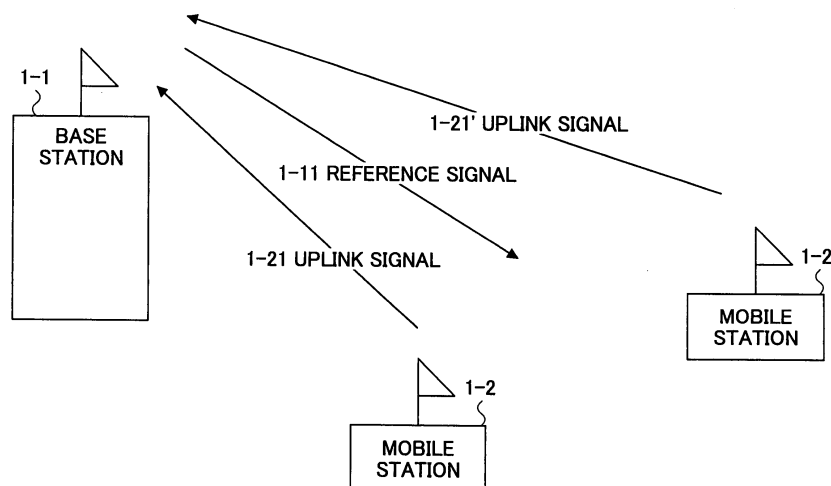 1-1
BASE
STATION
1-21' UPLINK SIGNAL
1-11 REFERENCE SIGNAL
1-21 UPLINK SIGNAL
1-2
MOBILE
STATION
1-2
MOBILE
STATION